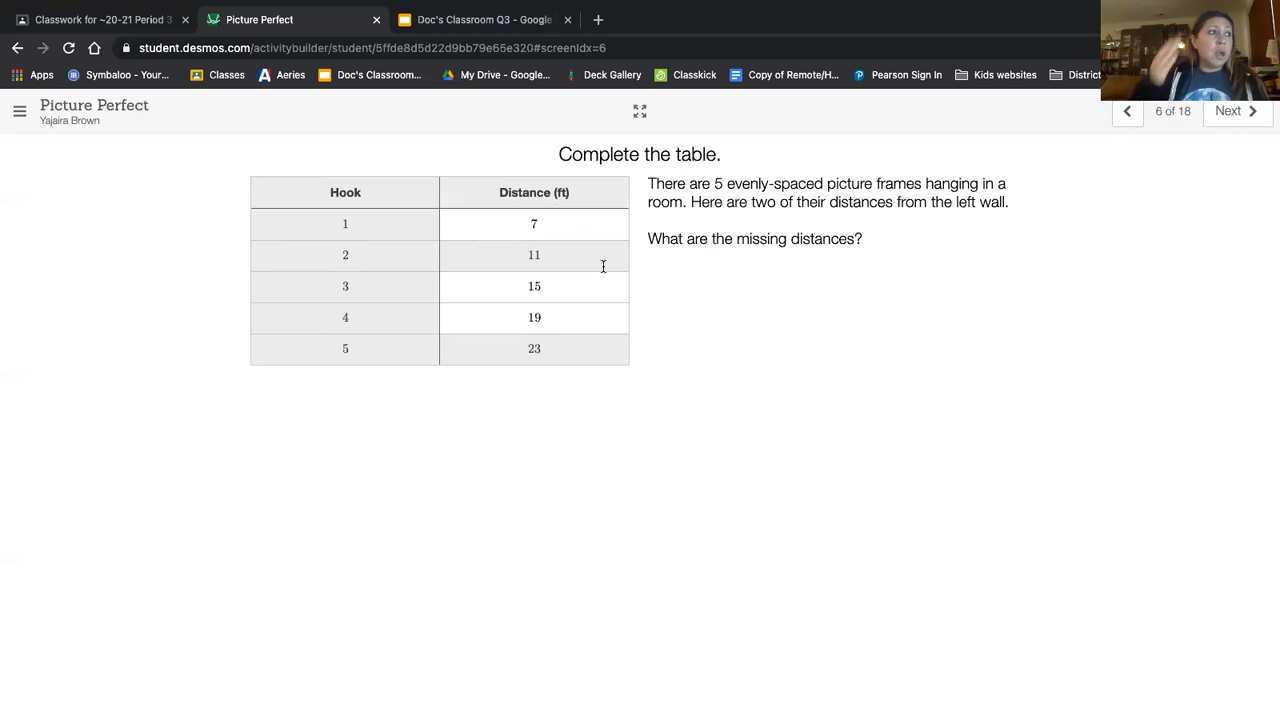 Classwork for ~20-21 Period 3
Picture Perfect
Doc's Classroom Q3 - Google
student.desmos.com/activitybuilder/student/5ffde8d5d22d9bb79e65e320#screenIdx=6
Apps
Symbaloo - Your...
Classes
Aeries
Doc's Classroom...
My Drive - Google...
Deck Gallery
Classkick
Copy of Remote/H...
Pearson Sign In
Kids websites
District
Picture Perfect
Yajaira Brown
6 of 18
Next
Complete the table.
Hook Distance (ft)
1 7
2 11
3 15
4 19
5 23
There are 5 evenly-spaced picture frames hanging in a
room. Here are two of their distances from the left wall.
What are the missing distances?